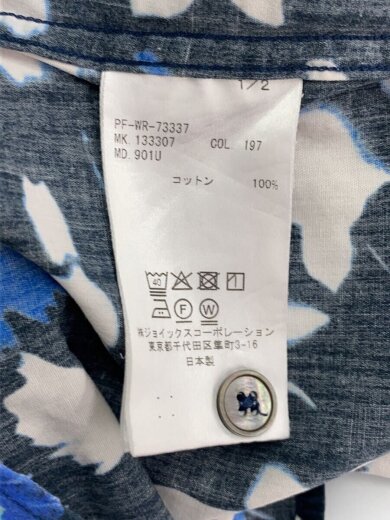 1/2
PF-WR-73337
MK. 133307 COL. 197
MD. 901U
コットン 100%
40
F W
㈱ジョイックスコーポレーション
東京都千代田区隼町3-16
日本製